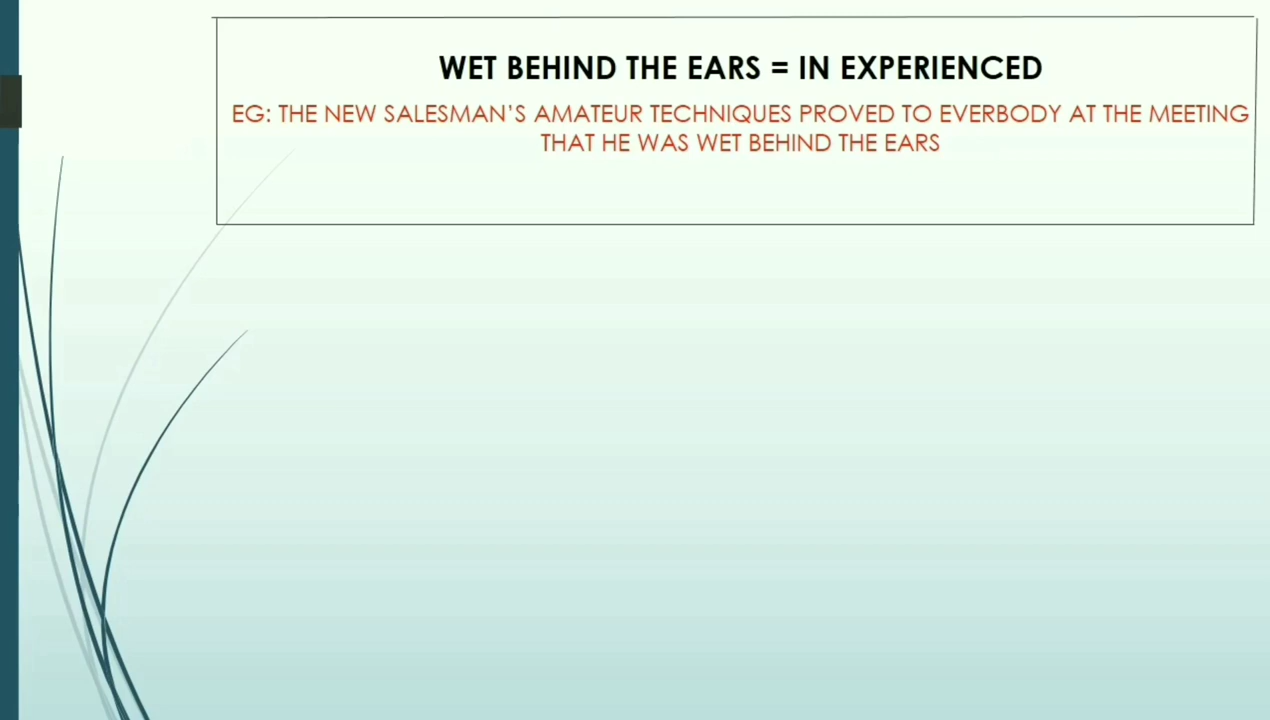 WET BEHIND THE EARS = IN EXPERIENCED
EG: THE NEW SALESMAN'S AMATEUR TECHNIQUES PROVED TO EVERBODY AT THE MEETING
THAT HE WAS WET BEHIND THE EARS